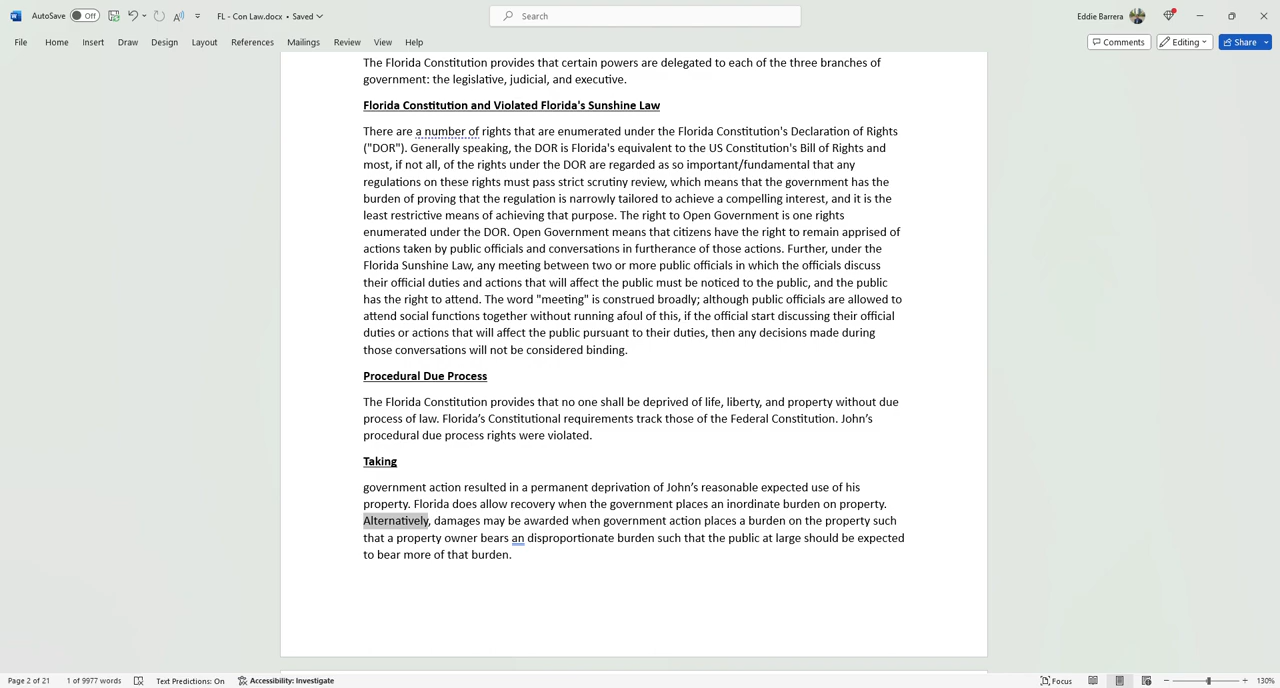 AutoSave Off FL - Con Law.docx • Saved Search Eddie Barrera
File Home Insert Draw Design Layout References Mailings Review View Help Comments Editing Share
The Florida Constitution provides that certain powers are delegated to each of the three branches of
government: the legislative, judicial, and executive.
Florida Constitution and Violated Florida's Sunshine Law
There are a number of rights that are enumerated under the Florida Constitution's Declaration of Rights
("DOR"). Generally speaking, the DOR is Florida's equivalent to the US Constitution's Bill of Rights and
most, if not all, of the rights under the DOR are regarded as so important/fundamental that any
regulations on these rights must pass strict scrutiny review, which means that the government has the
burden of proving that the regulation is narrowly tailored to achieve a compelling interest, and it is the
least restrictive means of achieving that purpose. The right to Open Government is one rights
enumerated under the DOR. Open Government means that citizens have the right to remain apprised of
actions taken by public officials and conversations in furtherance of those actions. Further, under the
Florida Sunshine Law, any meeting between two or more public officials in which the officials discuss
their official duties and actions that will affect the public must be noticed to the public, and the public
has the right to attend. The word "meeting" is construed broadly; although public officials are allowed to
attend social functions together without running afoul of this, if the official start discussing their official
duties or actions that will affect the public pursuant to their duties, then any decisions made during
those conversations will not be considered binding.
Procedural Due Process
The Florida Constitution provides that no one shall be deprived of life, liberty, and property without due
process of law. Florida’s Constitutional requirements track those of the Federal Constitution. John’s
procedural due process rights were violated.
Taking
government action resulted in a permanent deprivation of John’s reasonable expected use of his
property. Florida does allow recovery when the government places an inordinate burden on property.
Alternatively, damages may be awarded when government action places a burden on the property such
that a property owner bears an disproportionate burden such that the public at large should be expected
to bear more of that burden.
Page 2 of 21 1 of 9977 words Text Predictions: On Accessibility: Investigate Focus 130%